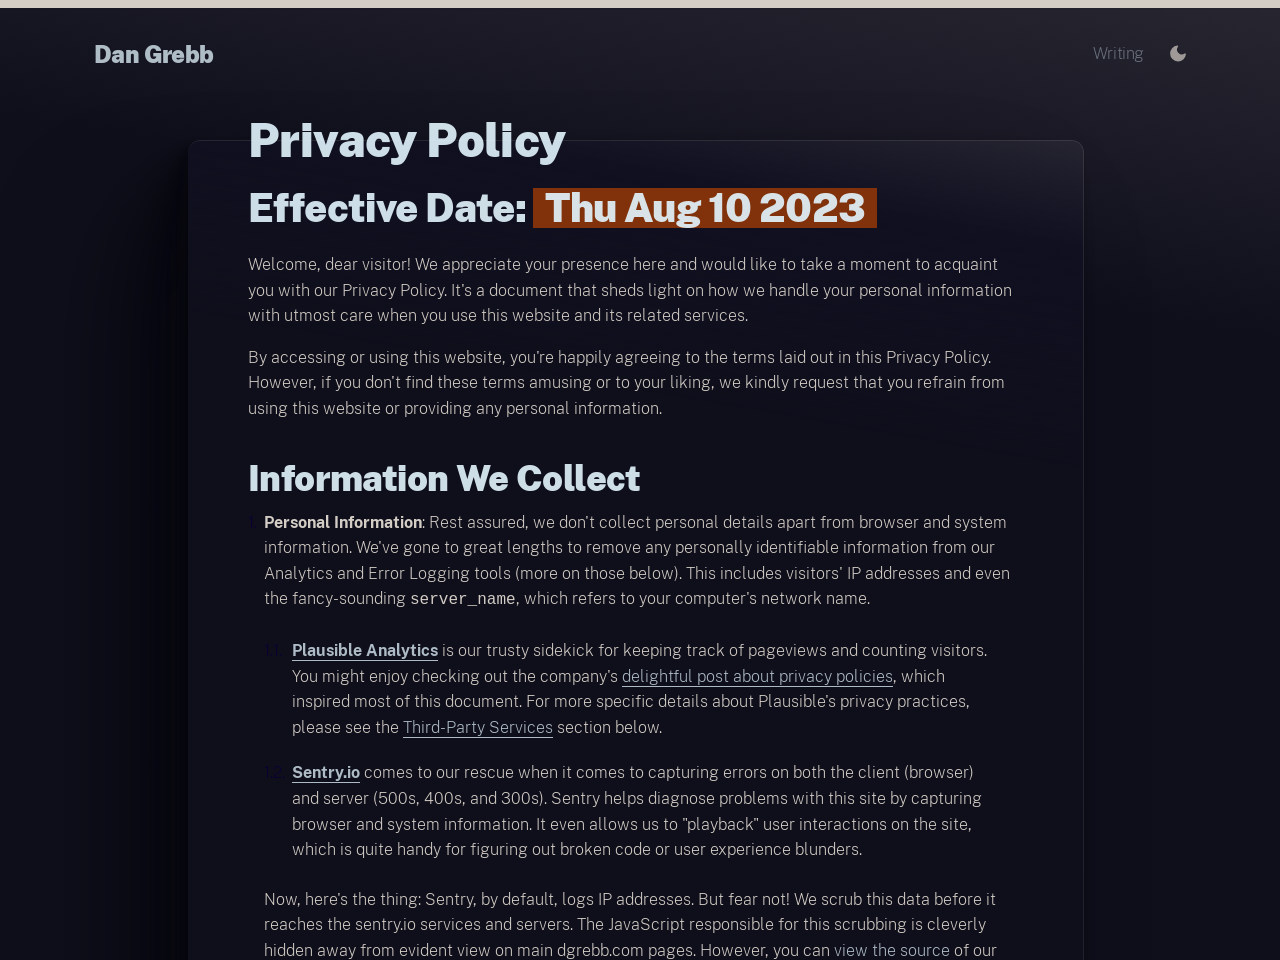 Dan Grebb
Writing
Privacy Policy
Effective Date: Thu Aug 10 2023
Welcome, dear visitor! We appreciate your presence here and would like to take a moment to acquaint
you with our Privacy Policy. It's a document that sheds light on how we handle your personal information
with utmost care when you use this website and its related services.
By accessing or using this website, you're happily agreeing to the terms laid out in this Privacy Policy.
However, if you don't find these terms amusing or to your liking, we kindly request that you refrain from
using this website or providing any personal information.
Information We Collect
Personal Information: Rest assured, we don't collect personal details apart from browser and system
information. We've gone to great lengths to remove any personally identifiable information from our
Analytics and Error Logging tools (more on those below). This includes visitors' IP addresses and even
the fancy-sounding server_name, which refers to your computer's network name.
Plausible Analytics is our trusty sidekick for keeping track of pageviews and counting visitors.
You might enjoy checking out the company's delightful post about privacy policies, which
inspired most of this document. For more specific details about Plausible's privacy practices,
please see the Third-Party Services section below.
Sentry.io comes to our rescue when it comes to capturing errors on both the client (browser)
and server (500s, 400s, and 300s). Sentry helps diagnose problems with this site by capturing
browser and system information. It even allows us to "playback" user interactions on the site,
which is quite handy for figuring out broken code or user experience blunders.
Now, here's the thing: Sentry, by default, logs IP addresses. But fear not! We scrub this data before it
reaches the sentry.io services and servers. The JavaScript responsible for this scrubbing is cleverly
hidden away from evident view on main dgrebb.com pages. However, you can view the source of our